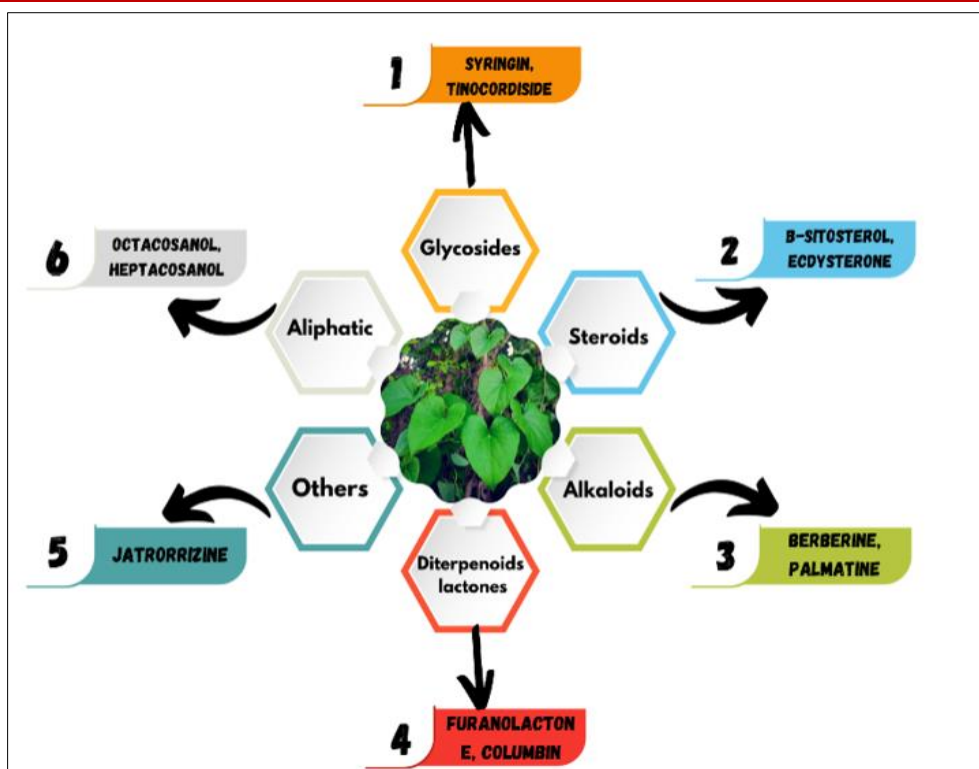 1
SYRINGIN,
TINOCORDISIDE
Glycosides
2
B-SITOSTEROL,
ECDYSTERONE
Steroids
3
BERBERINE,
PALMATINE
Alkaloids
4
FURANOLACTON
E, COLUMBIN
Diterpenoids
lactones
5
JATRORRIZINE
Others
6
OCTACOSANOL,
HEPTACOSANOL
Aliphatic